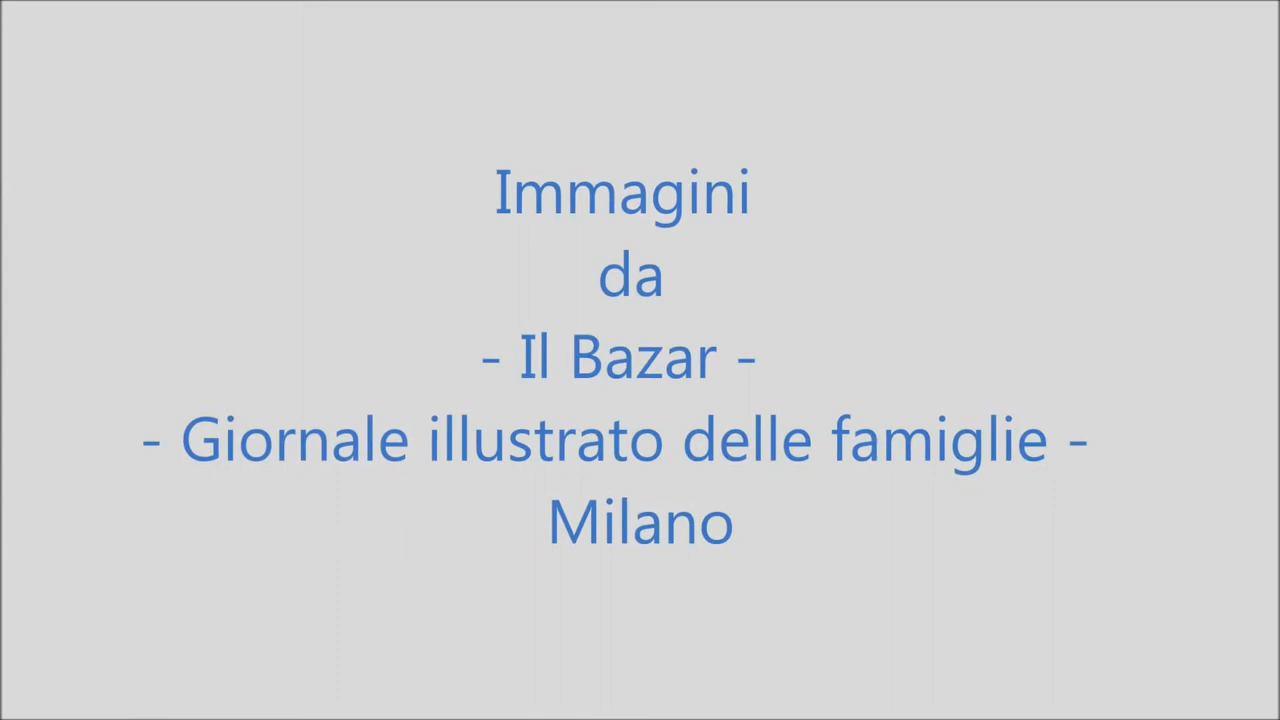 Immagini
da
- Il Bazar -
- Giornale illustrato delle famiglie -
Milano